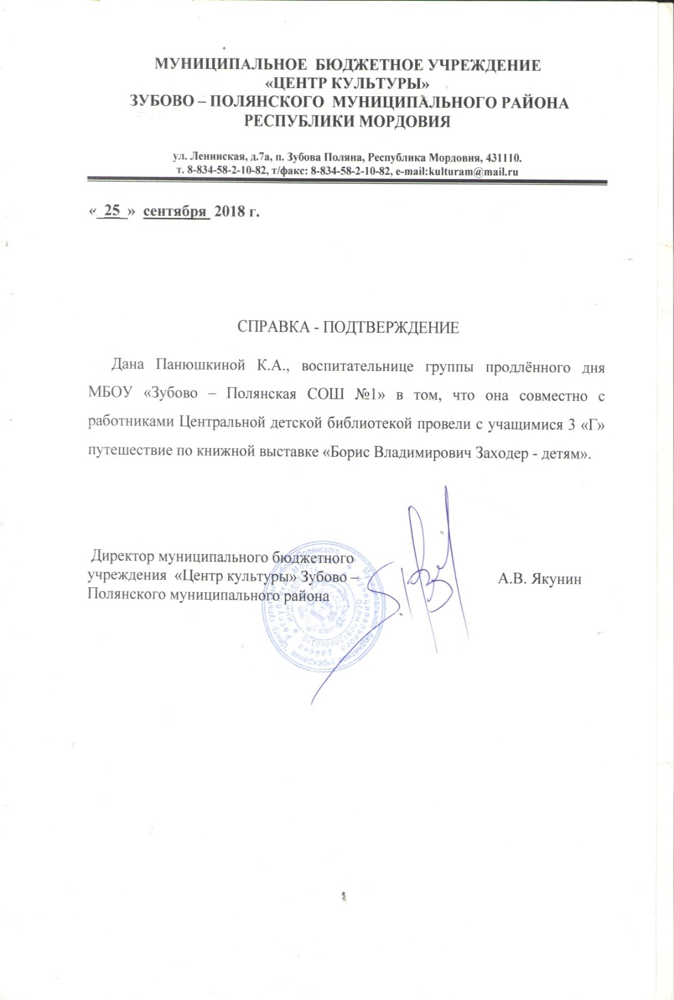 МУНИЦИПАЛЬНОЕ БЮДЖЕТНОЕ УЧРЕЖДЕНИЕ
«ЦЕНТР КУЛЬТУРЫ»
ЗУБОВО – ПОЛЯНСКОГО МУНИЦИПАЛЬНОГО РАЙОНА
РЕСПУБЛИКИ МОРДОВИЯ
ул. Ленинская, д.7а, п. Зубова Поляна, Республика Мордовия, 431110.
т. 8-834-58-2-10-82, т/факс: 8-834-58-2-10-82, e-mail:kulturam@mail.ru
«_25_» сентября 2018 г.
СПРАВКА - ПОДТВЕРЖДЕНИЕ
Дана Панюшкиной К.А., воспитательнице группы продлённого дня
МБОУ «Зубово – Полянская СОШ №1» в том, что она совместно с
работниками Центральной детской библиотекой провели с учащимися 3 «Г»
путешествие по книжной выставке «Борис Владимирович Заходер - детям».
Директор муниципального бюджетного
учреждения «Центр культуры» Зубово –
Полянского муниципального района
А.В. Якунин